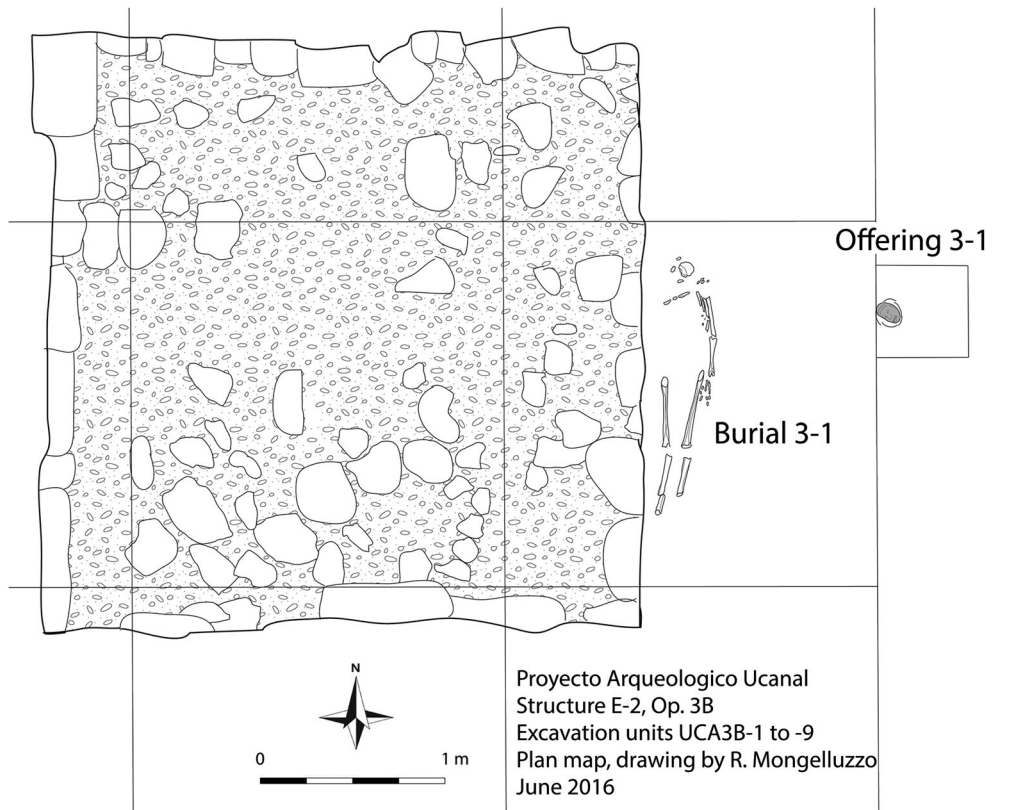 Offering 3-1
Burial 3-1
N
0 1 m
Proyecto Arqueologico Ucanal
Structure E-2, Op. 3B
Excavation units UCA3B-1 to -9
Plan map, drawing by R. Mongelluzzo
June 2016